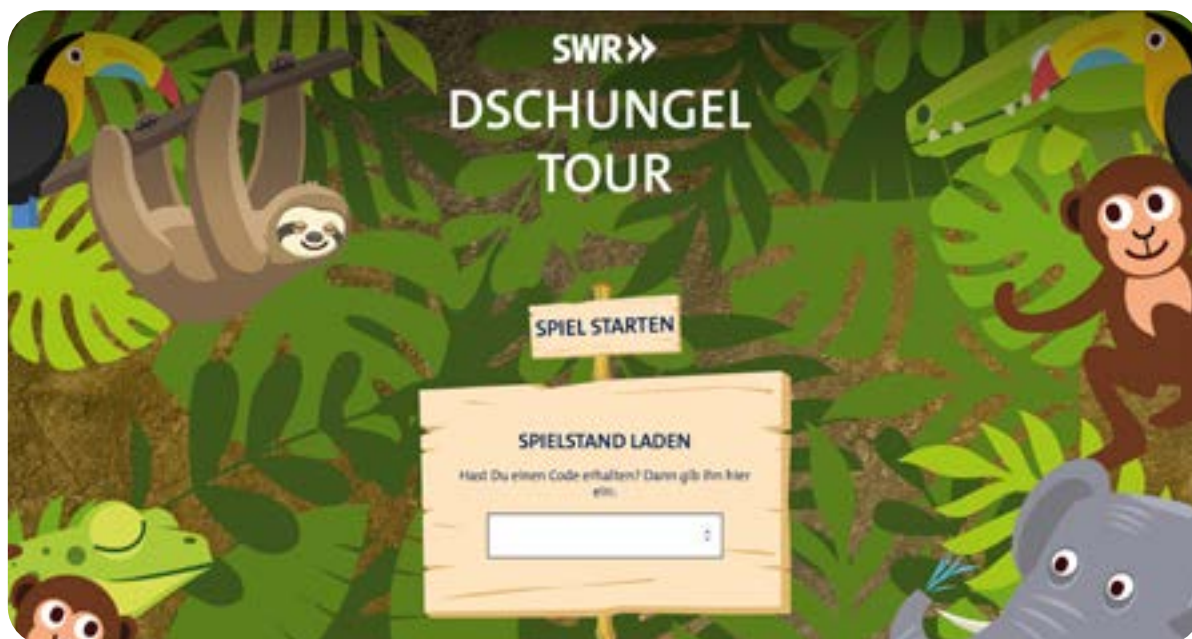 SWR»
DSCHUNGEL
TOUR
SPIEL STARTEN
SPIELSTAND LADEN
Hast Du einen Code erhalten? Dann gib ihn hier
ein.